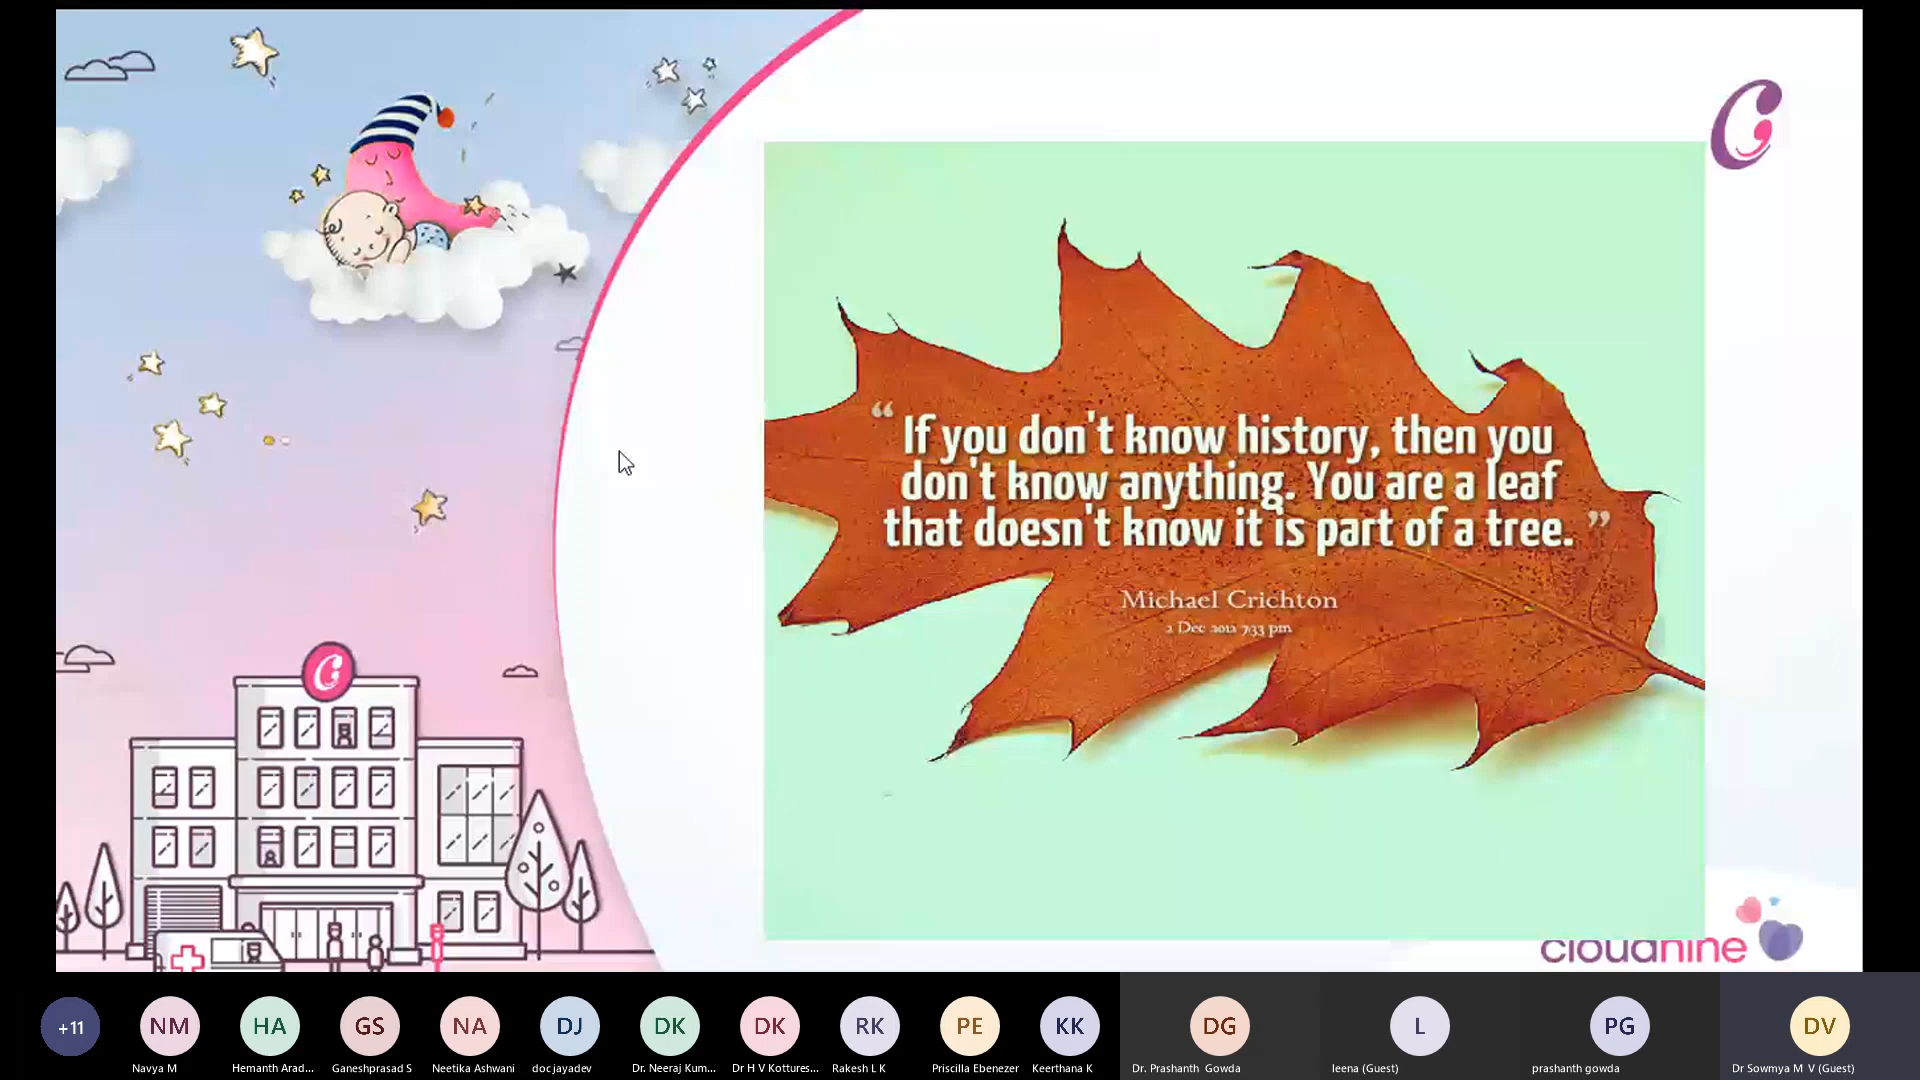 “ If you don't know history, then you
don't know anything. You are a leaf
that doesn't know it is part of a tree. ”
Michael Crichton
2 Dec 2012 7:33 pm
cloudnine
+11
NM
HA
GS
NA
DJ
DK
DK
RK
PE
KK
DG
L
PG
DV
Navya M
Hemanth Arad...
Ganeshprasad S
Neetika Ashwani
docjayadev
Dr. Neeraj Kum...
Dr H V Kottures...
Rakesh L K
Priscilla Ebenezer
Keerthana K
Dr. Prashanth Gowda
leena (Guest)
prashanth gowda
Dr Sowmya M V (Guest)